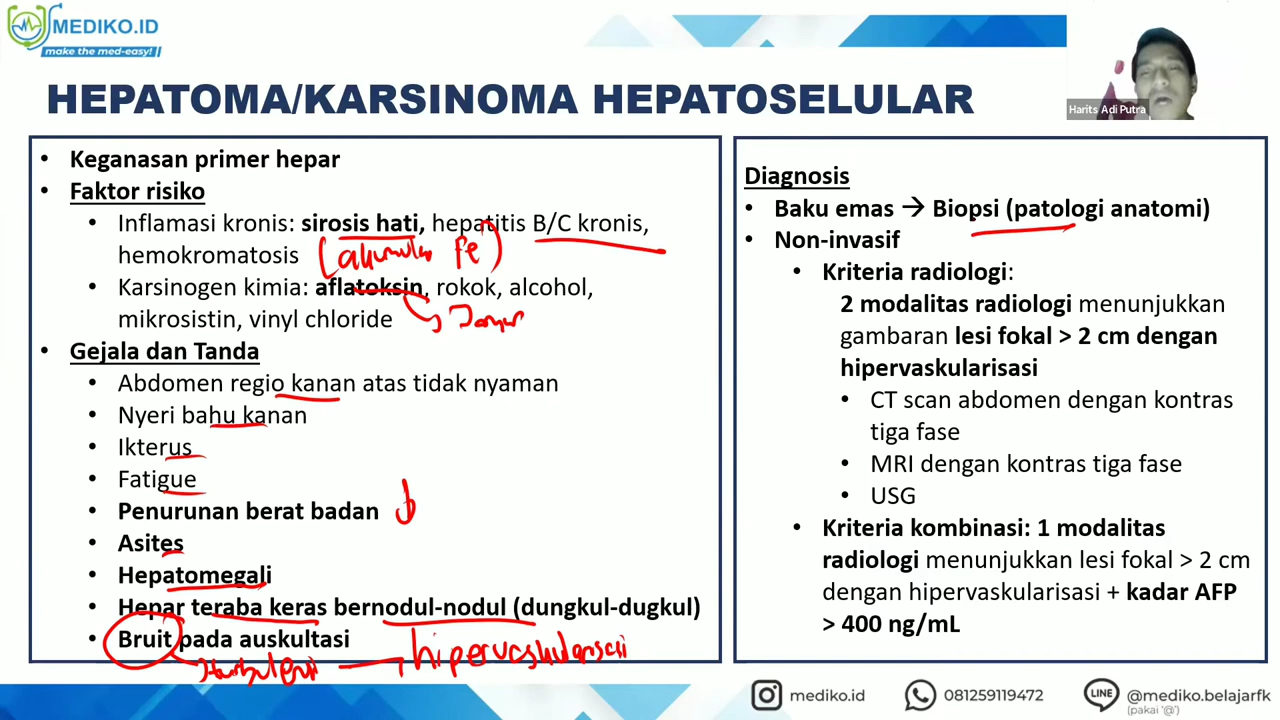 MEDIKO.ID
make the med-easy!
Harits Adi Putra
HEPATOMA/KARSINOMA HEPATOSELULAR
• Keganasan primer hepar
• Faktor risiko
• Inflamasi kronis: sirosis hati, hepatitis B/C kronis,
hemokromatosis (akumulasi Fe)
• Karsinogen kimia: aflatoksin, rokok, alcohol,
mikrosistin, vinyl chloride
• Gejala dan Tanda
• Abdomen regio kanan atas tidak nyaman
• Nyeri bahu kanan
• Ikterus
• Fatigue
• Penurunan berat badan
• Asites
• Hepatomegali
• Hepar teraba keras bernodul-nodul (dungkul-dugkul)
• Bruit pada auskultasi
turbulensi → hipervaskularisasi
Diagnosis
• Baku emas → Biopsi (patologi anatomi)
• Non-invasif
• Kriteria radiologi:
2 modalitas radiologi menunjukkan
gambaran lesi fokal > 2 cm dengan
hipervaskularisasi
• CT scan abdomen dengan kontras
tiga fase
• MRI dengan kontras tiga fase
• USG
• Kriteria kombinasi: 1 modalitas
radiologi menunjukkan lesi fokal > 2 cm
dengan hipervaskularisasi + kadar AFP
> 400 ng/mL
mediko.id
081259119472
LINE
@mediko.belajarfk
(pakai '@')